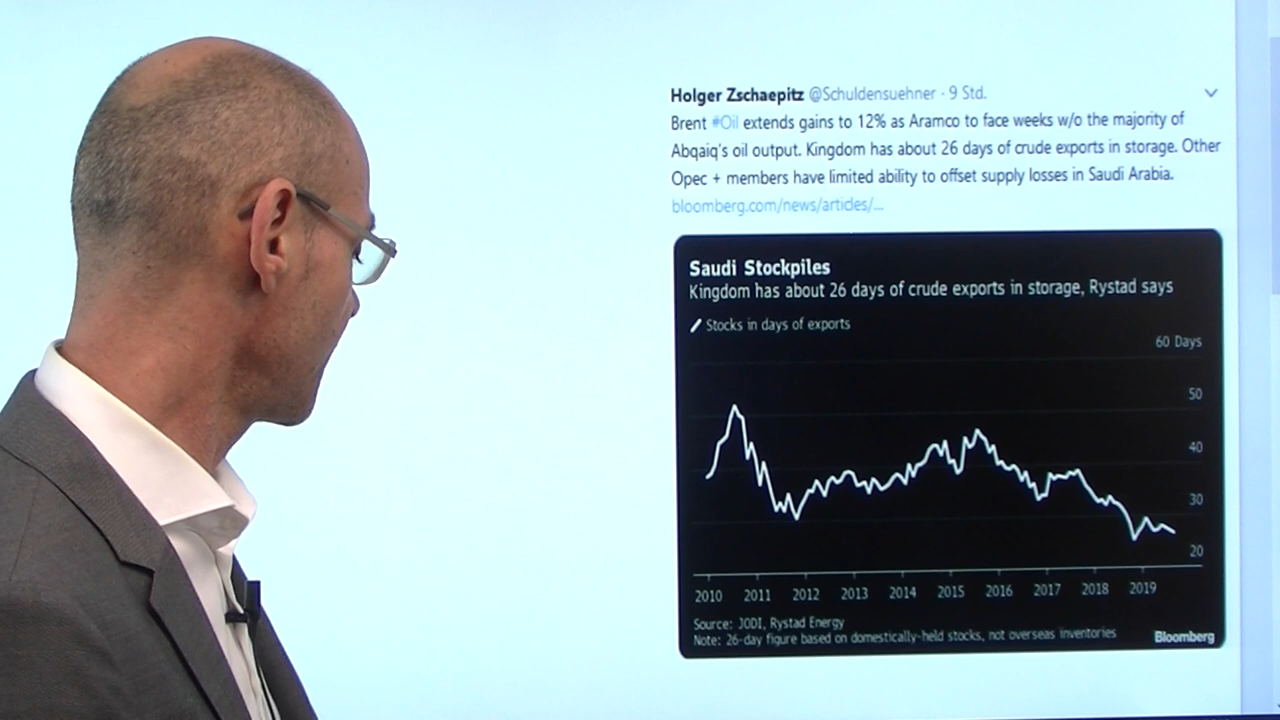 Holger Zschaepitz @Schuldensuehner · 9 Std.
Brent #Oil extends gains to 12% as Aramco to face weeks w/o the majority of
Abqaiq's oil output. Kingdom has about 26 days of crude exports in storage. Other
Opec + members have limited ability to offset supply losses in Saudi Arabia.
bloomberg.com/news/articles/...
Saudi Stockpiles
Kingdom has about 26 days of crude exports in storage, Rystad says
Stocks in days of exports
60 Days
50
40
30
20
2010 2011 2012 2013 2014 2015 2016 2017 2018 2019
Source: JODI, Rystad Energy
Note: 26-day figure based on domestically-held stocks, not overseas inventories
Bloomberg